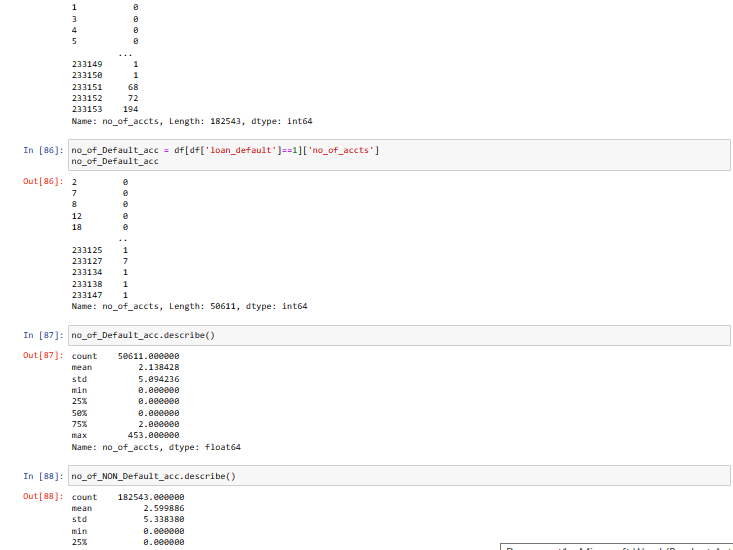 1 0
3 0
4 0
5 0
...
233149 1
233150 1
233151 68
233152 72
233153 194
Name: no_of_accts, Length: 182543, dtype: int64
In [86]: no_of_Default_acc = df[df['loan_default']==1]['no_of_accts']
no_of_Default_acc
Out[86]: 2 0
7 0
8 0
12 0
18 0
..
233125 1
233127 7
233134 1
233138 1
233147 1
Name: no_of_accts, Length: 50611, dtype: int64
In [87]: no_of_Default_acc.describe()
Out[87]: count 50611.000000
mean 2.138428
std 5.094236
min 0.000000
25% 0.000000
50% 0.000000
75% 2.000000
max 453.000000
Name: no_of_accts, dtype: float64
In [88]: no_of_NON_Default_acc.describe()
Out[88]: count 182543.000000
mean 2.599886
std 5.338380
min 0.000000
25% 0.000000